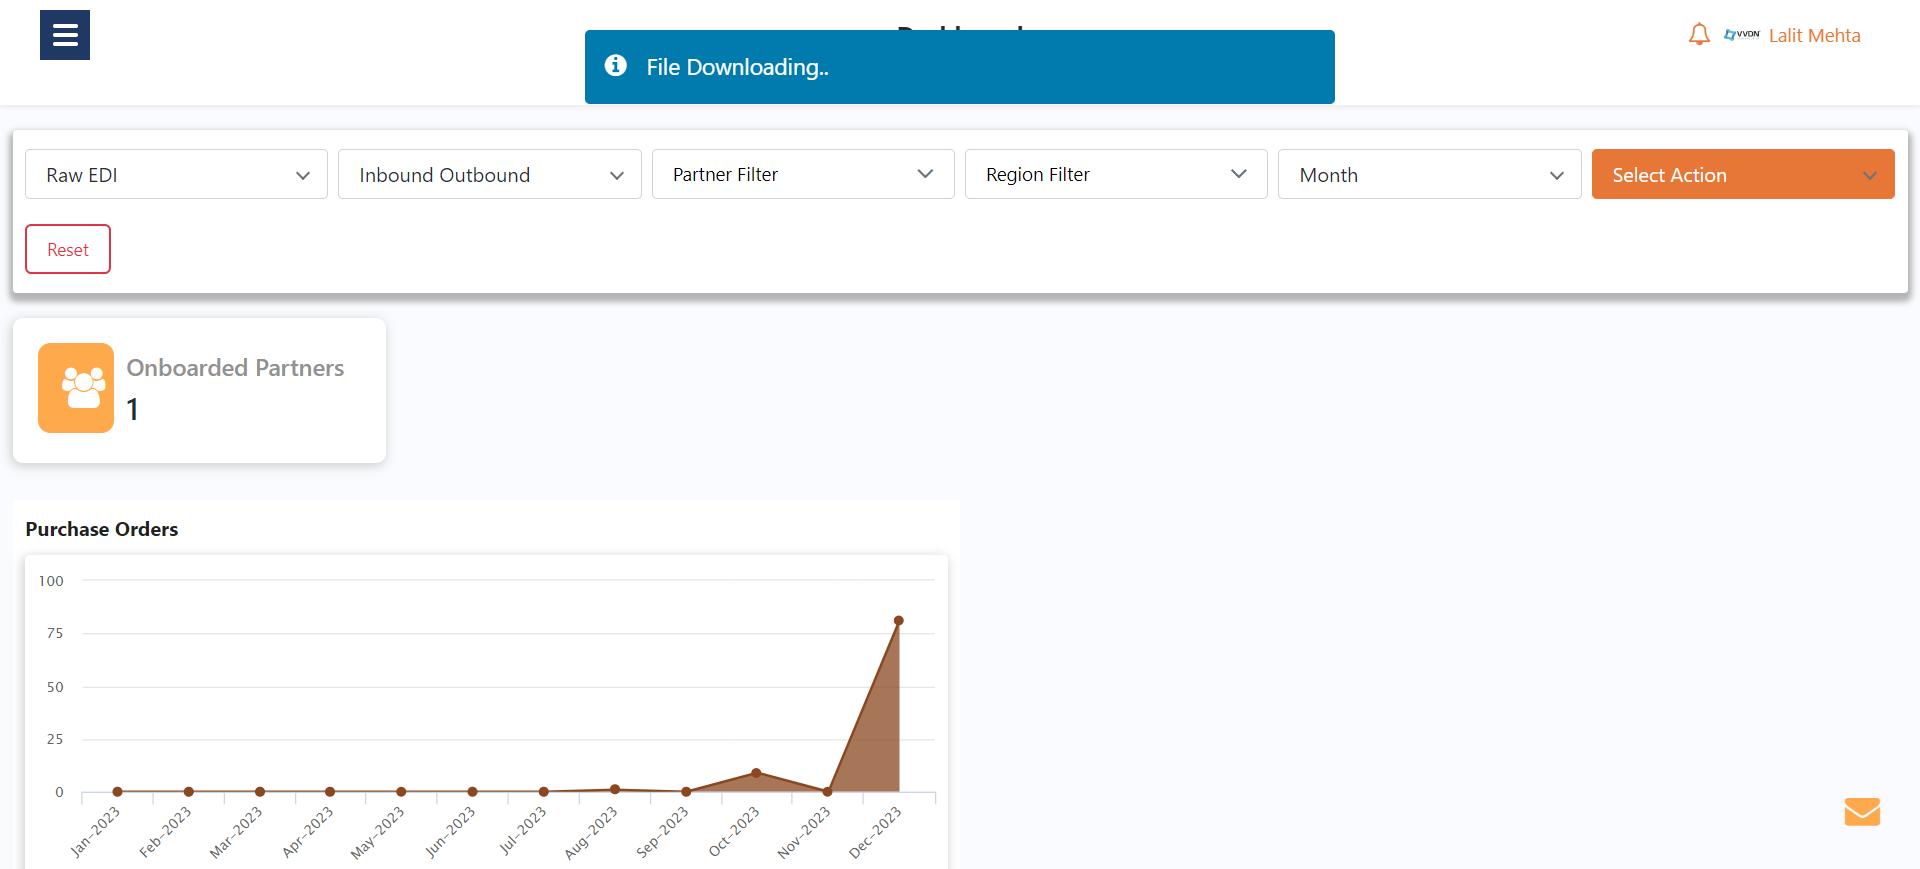 File Downloading..
VVDN
Lalit Mehta
Raw EDI
Inbound Outbound
Partner Filter
Region Filter
Month
Select Action
Reset
Onboarded Partners
1
Purchase Orders
100
75
50
25
0
Jan-2023
Feb-2023
Mar-2023
Apr-2023
May-2023
Jun-2023
Jul-2023
Aug-2023
Sep-2023
Oct-2023
Nov-2023
Dec-2023